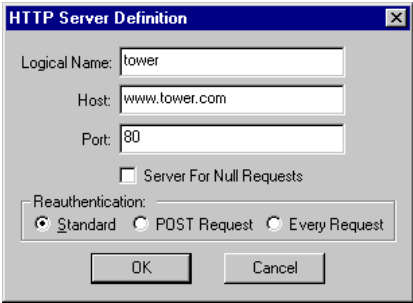 HTTP Server Definition
Logical Name: tower
Host: www.tower.com
Port: 80
Server For Null Requests
Reauthentication:
Standard POST Request Every Request
OK Cancel